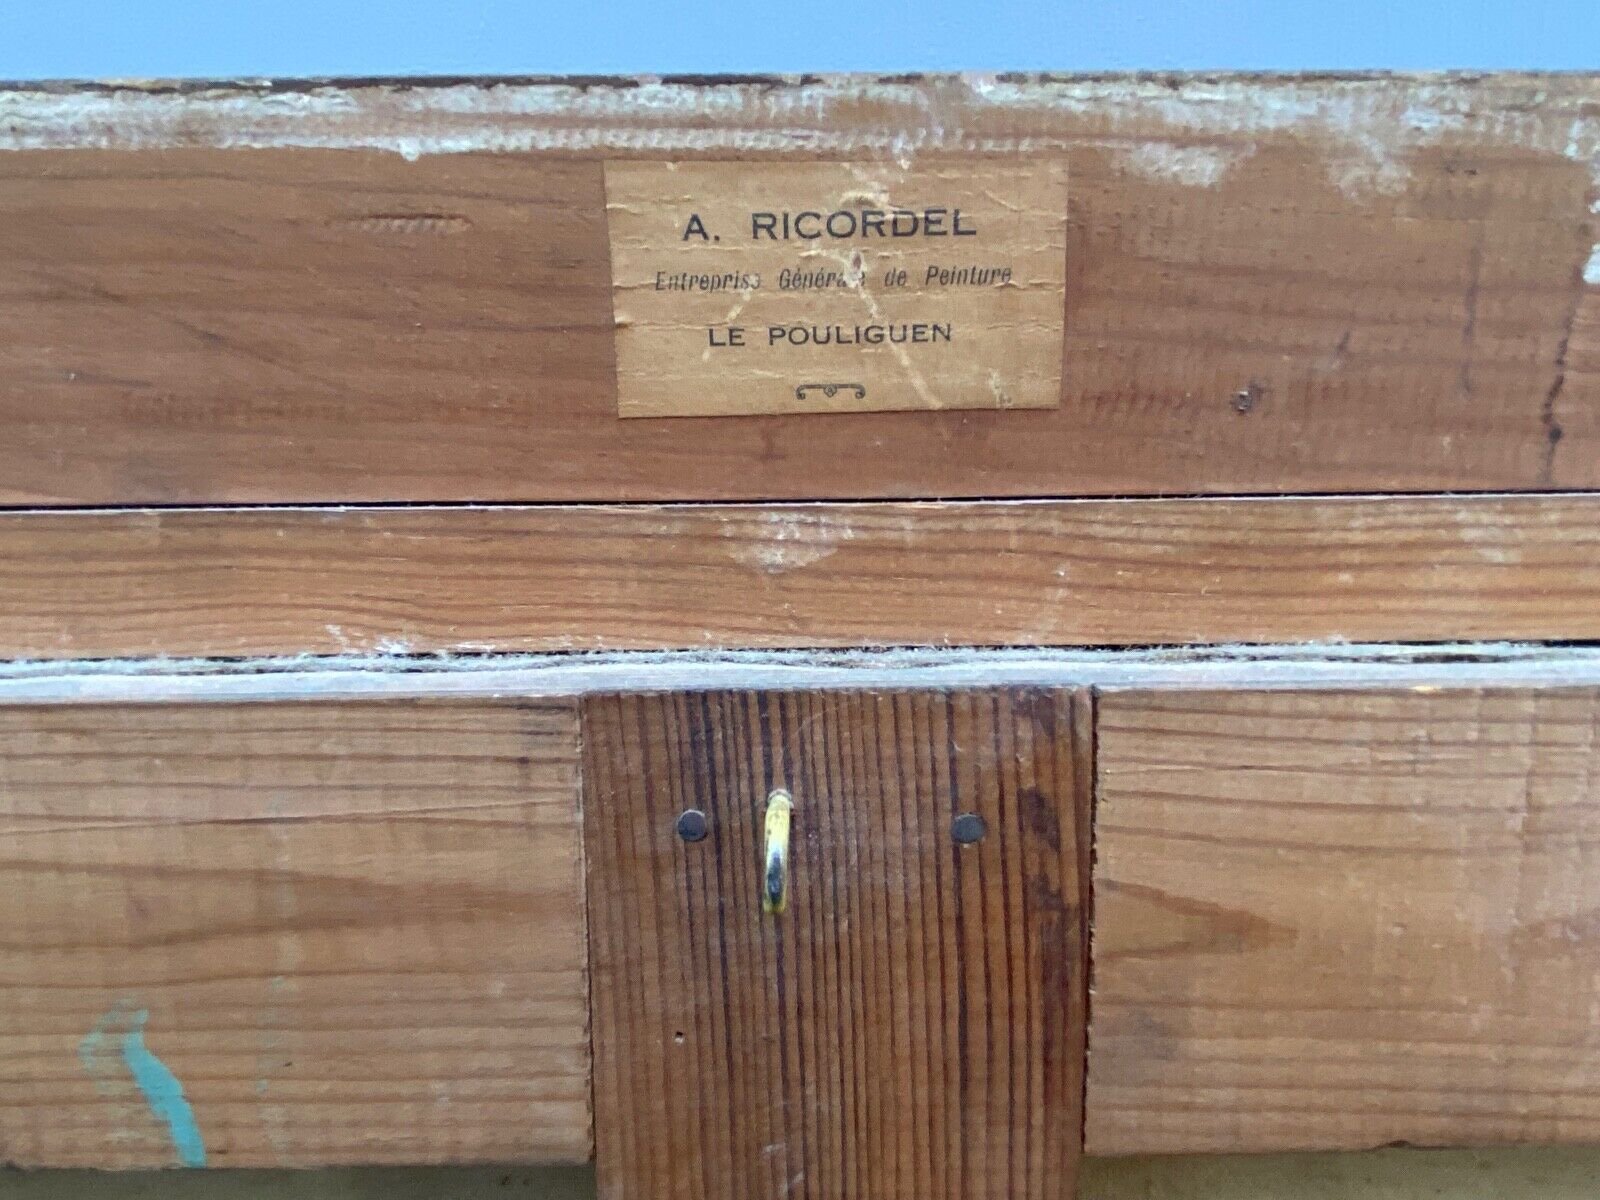 A. RICORDEL
Entreprise Générale de Peinture
LE POULIGUEN